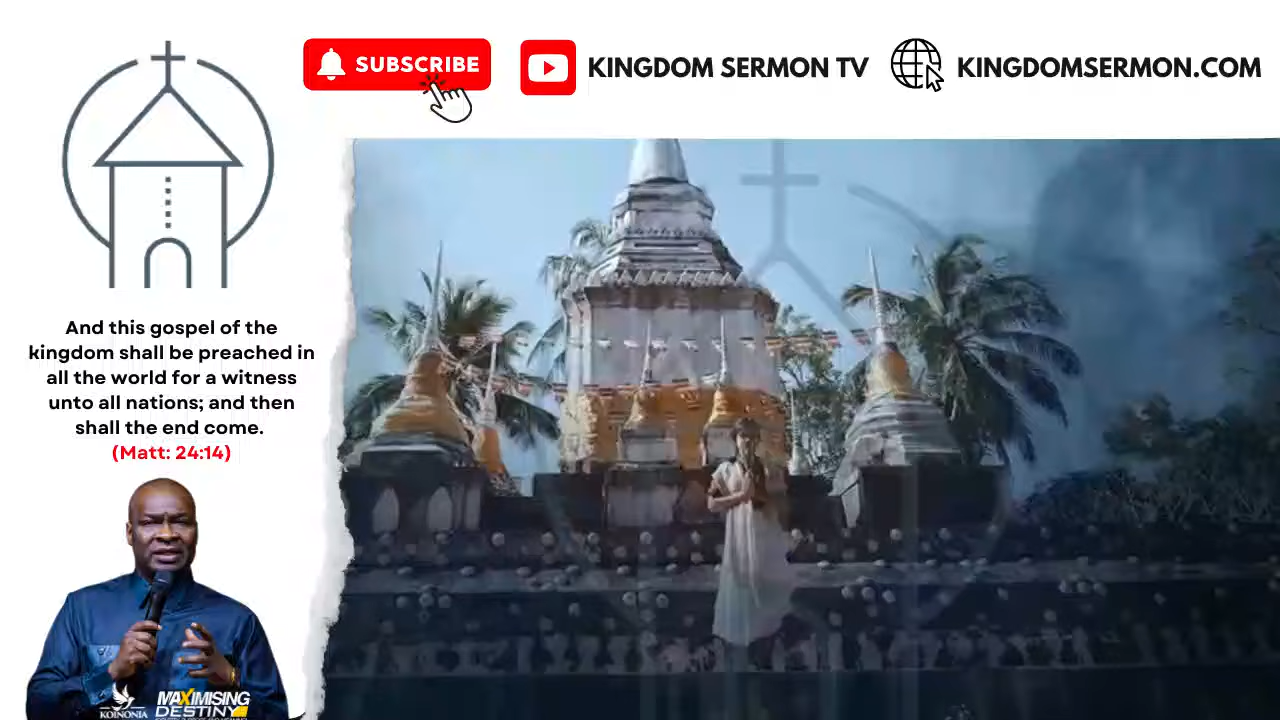 SUBSCRIBE
KINGDOM SERMON TV
KINGDOMSERMON.COM
And this gospel of the
kingdom shall be preached in
all the world for a witness
unto all nations; and then
shall the end come.
(Matt: 24:14)
KOINONIA
MAXIMISING
DESTINY